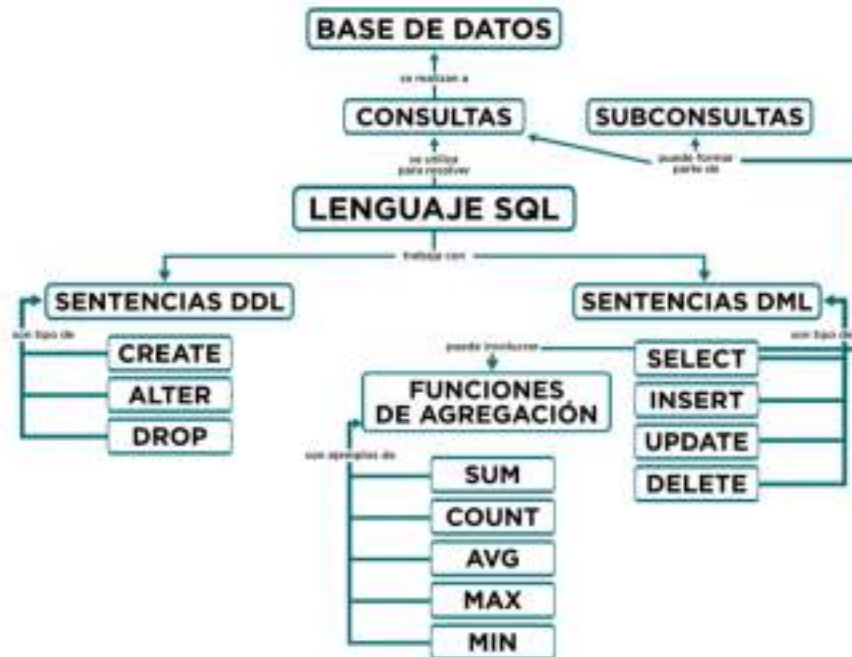 BASE DE DATOS
se realizan a
CONSULTAS
SUBCONSULTAS
se utiliza
para resolver
puede formar
parte de
LENGUAJE SQL
trabaja con
SENTENCIAS DDL
SENTENCIAS DML
son tipo de
son tipo de
CREATE
ALTER
DROP
puede involucrar
SELECT
INSERT
UPDATE
DELETE
FUNCIONES
DE AGREGACIÓN
son ejemplos de
SUM
COUNT
AVG
MAX
MIN